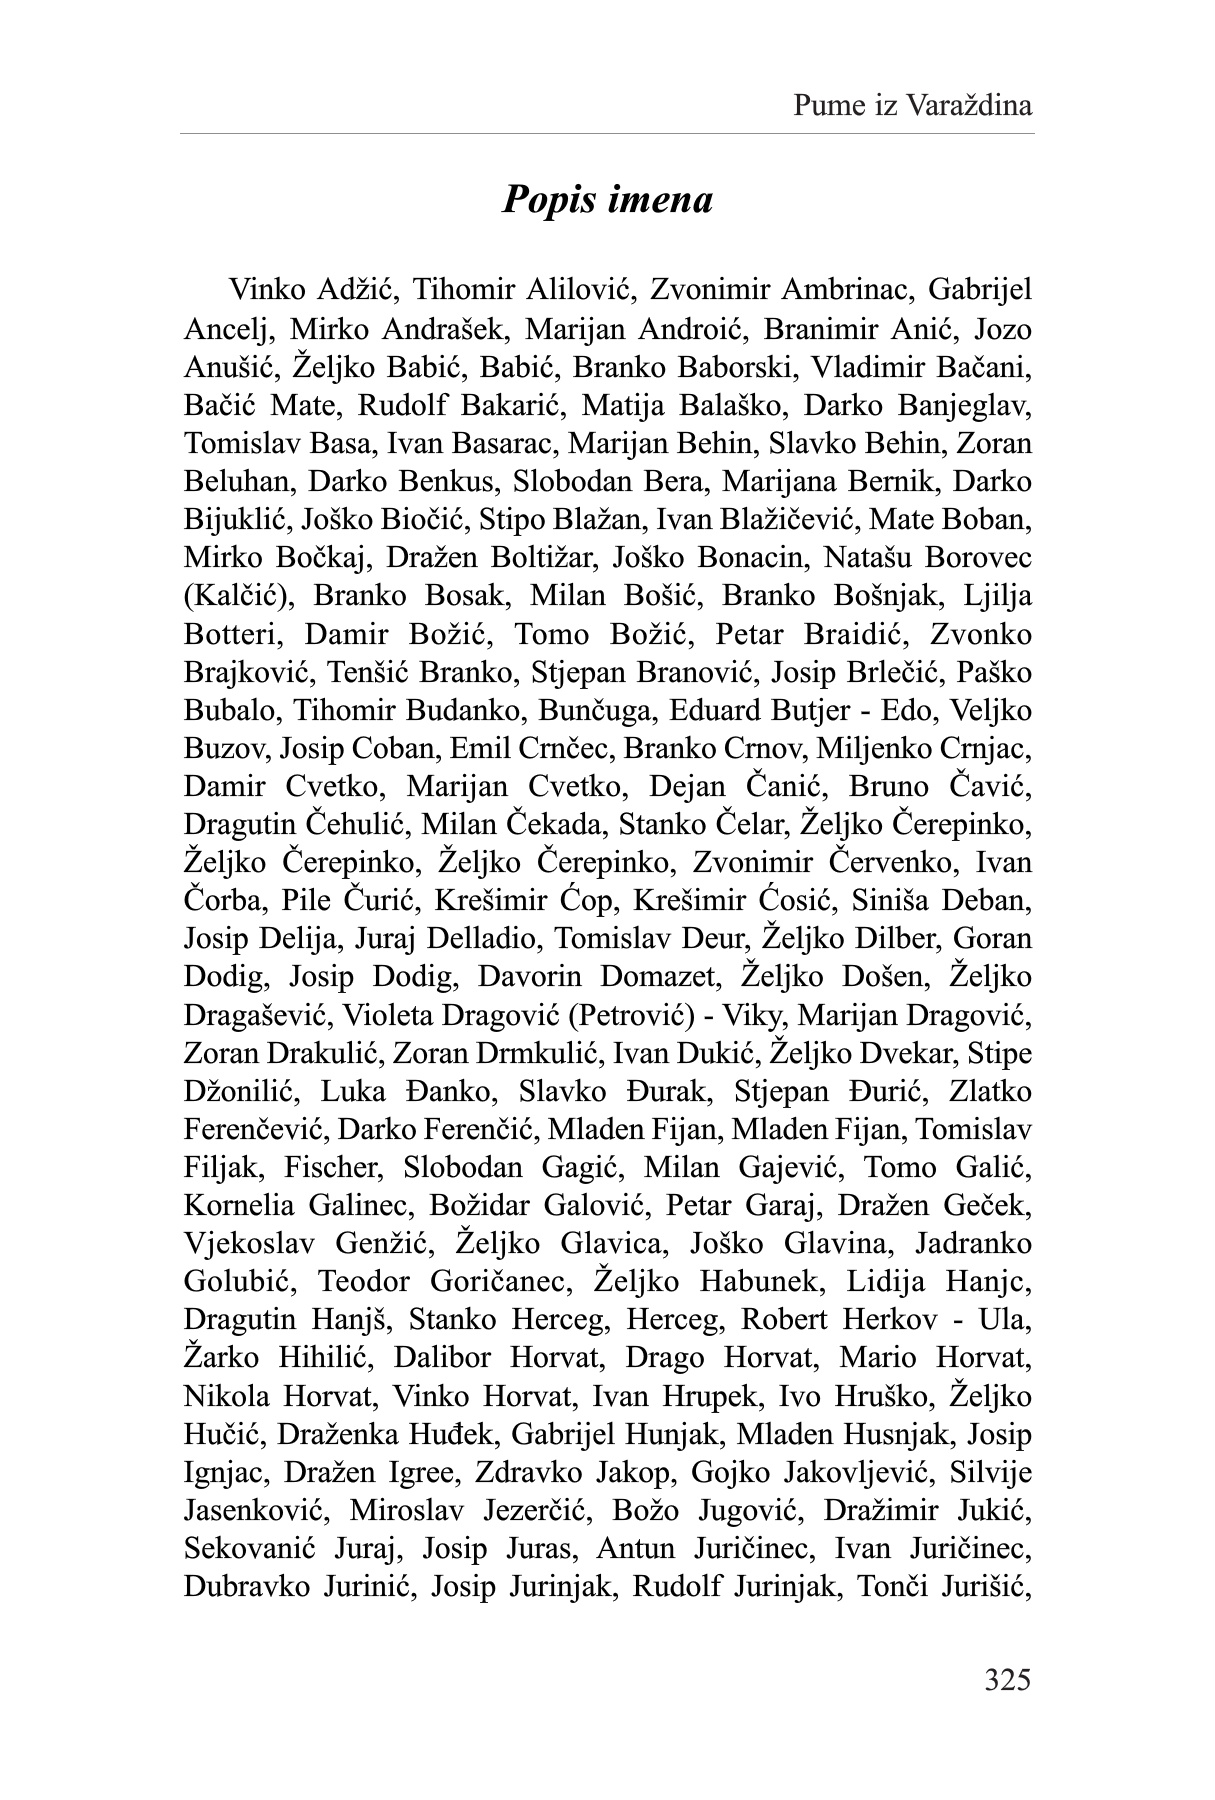 Pume iz Varaždina
Popis imena
Vinko Adžić, Tihomir Alilović, Zvonimir Ambrinac, Gabrijel
Ancelj, Mirko Andrašek, Marijan Androić, Branimir Anić, Jozo
Anušić, Željko Babić, Babić, Branko Baborski, Vladimir Bačani,
Bačić Mate, Rudolf Bakarić, Matija Balaško, Darko Banjeglav,
Tomislav Basa, Ivan Basarac, Marijan Behin, Slavko Behin, Zoran
Beluhan, Darko Benkus, Slobodan Bera, Marijana Bernik, Darko
Bijuklić, Joško Biočić, Stipo Blažan, Ivan Blažičević, Mate Boban,
Mirko Bočkaj, Dražen Boltižar, Joško Bonacin, Natašu Borovec
(Kalčić), Branko Bosak, Milan Bošić, Branko Bošnjak, Ljilja
Botteri, Damir Božić, Tomo Božić, Petar Braidić, Zvonko
Brajković, Tenšić Branko, Stjepan Branović, Josip Brlečić, Paško
Bubalo, Tihomir Budanko, Bunčuga, Eduard Butjer - Edo, Veljko
Buzov, Josip Coban, Emil Crnčec, Branko Crnov, Miljenko Crnjac,
Damir Cvetko, Marijan Cvetko, Dejan Čanić, Bruno Čavić,
Dragutin Čehulić, Milan Čekada, Stanko Čelar, Željko Čerepinko,
Željko Čerepinko, Željko Čerepinko, Zvonimir Červenko, Ivan
Čorba, Pile Čurić, Krešimir Ćop, Krešimir Ćosić, Siniša Deban,
Josip Delija, Juraj Delladio, Tomislav Deur, Željko Dilber, Goran
Dodig, Josip Dodig, Davorin Domazet, Željko Došen, Željko
Dragašević, Violeta Dragović (Petrović) - Viky, Marijan Dragović,
Zoran Drakulić, Zoran Drmkulić, Ivan Dukić, Željko Dvekar, Stipe
Džonilić, Luka Đanko, Slavko Đurak, Stjepan Đurić, Zlatko
Ferenčević, Darko Ferenčić, Mladen Fijan, Mladen Fijan, Tomislav
Filjak, Fischer, Slobodan Gagić, Milan Gajević, Tomo Galić,
Kornelia Galinec, Božidar Galović, Petar Garaj, Dražen Geček,
Vjekoslav Genžić, Željko Glavica, Joško Glavina, Jadranko
Golubić, Teodor Goričanec, Željko Habunek, Lidija Hanjc,
Dragutin Hanjš, Stanko Herceg, Herceg, Robert Herkov - Ula,
Žarko Hihilić, Dalibor Horvat, Drago Horvat, Mario Horvat,
Nikola Horvat, Vinko Horvat, Ivan Hrupek, Ivo Hruško, Željko
Hučić, Draženka Huđek, Gabrijel Hunjak, Mladen Husnjak, Josip
Ignjac, Dražen Igree, Zdravko Jakop, Gojko Jakovljević, Silvije
Jasenković, Miroslav Jezerčić, Božo Jugović, Dražimir Jukić,
Sekovanić Juraj, Josip Juras, Antun Juričinec, Ivan Juričinec,
Dubravko Jurinić, Josip Jurinjak, Rudolf Jurinjak, Tonči Jurišić,
325